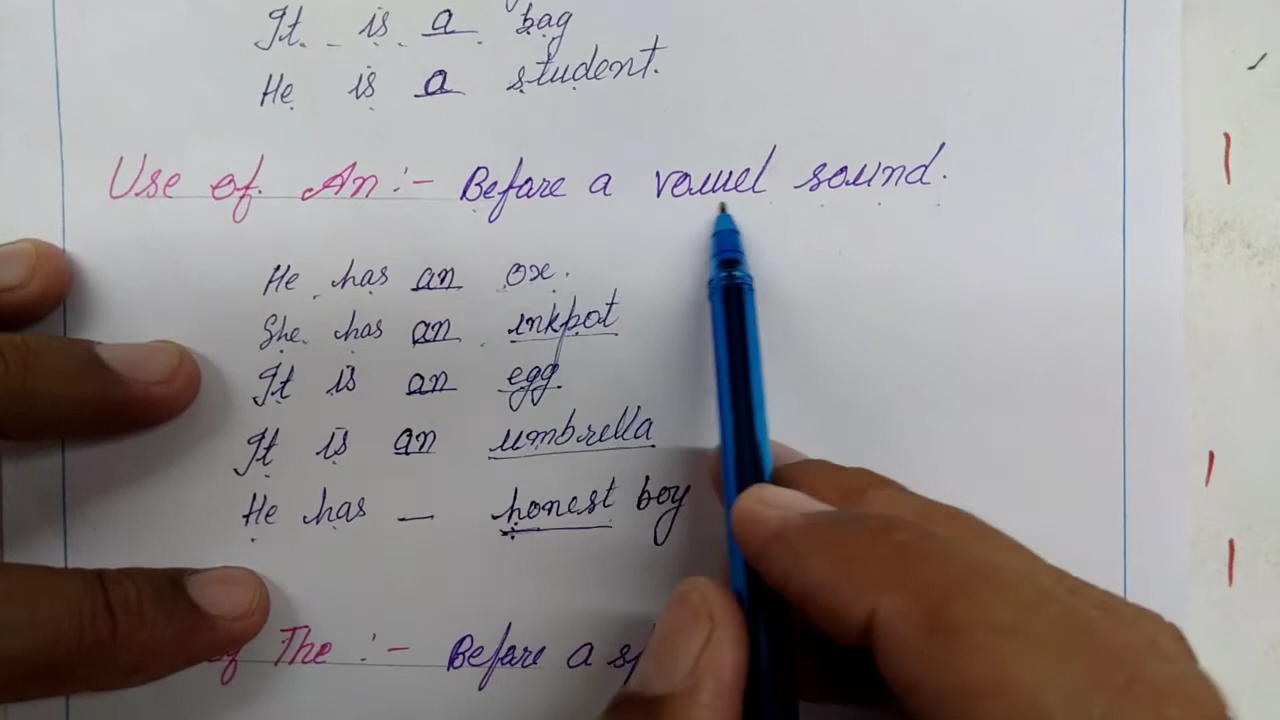 It is a bag
He is a student.
Use of An :- Before a vowel sound.
He has an ox.
She has an inkpot
It is an egg.
It is an umbrella
He has _ honest boy
of The :- Before a